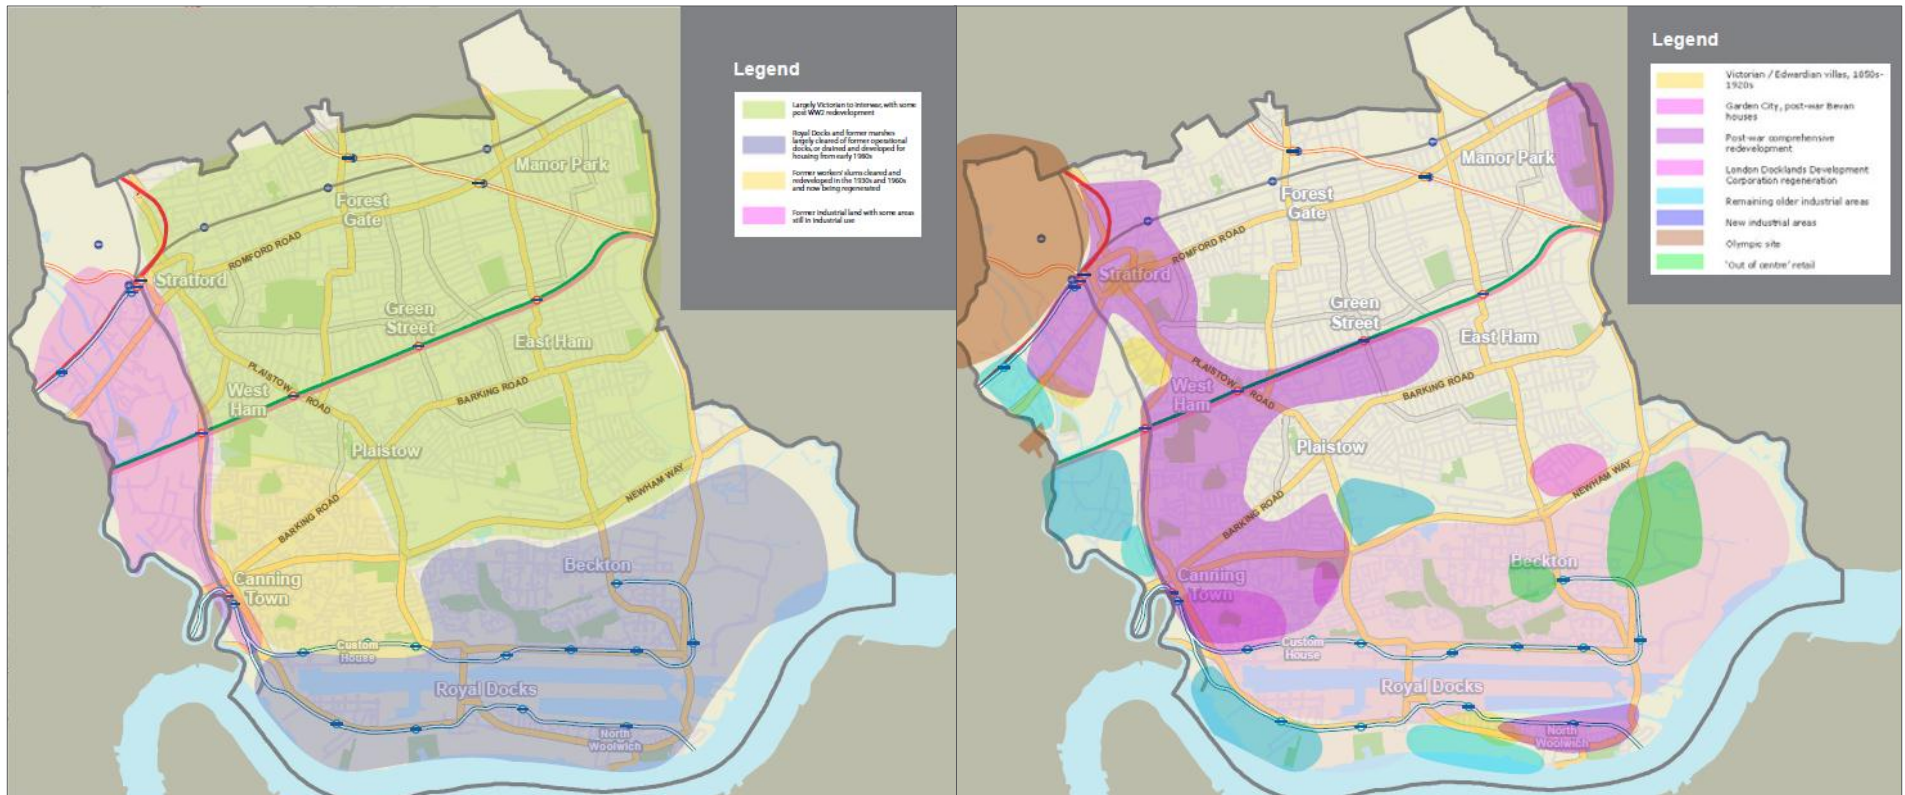 Legend
Largely Victorian to Interwar, with some
post WW2 redevelopment
Royal Docks and former marshes
largely cleared of former operational
docks, or drained and developed for
housing from early 1980s
Former workers' slums cleared and
redeveloped in the 1930s and 1960s
and now being regenerated
Former industrial land with some areas
still in industrial use
Manor Park
Forest
Gate
ROMFORD ROAD
Stratford
Green
Street
East Ham
PLAISTOW
ROAD
West
Ham
BARKING ROAD
Plaistow
NEWHAM WAY
BARKING ROAD
Beckton
Canning
Town
Custom
House
Royal Docks
North
Woolwich
Legend
Victorian / Edwardian villas, 1850s-
1920s
Garden City, post-war Bevan
houses
Post-war comprehensive
redevelopment
London Docklands Development
Corporation regeneration
Remaining older industrial areas
New industrial areas
Olympic site
'Out of centre' retail
Manor Park
Forest
Gate
ROMFORD ROAD
Stratford
Green
Street
East Ham
PLAISTOW
ROAD
West
Ham
BARKING ROAD
Plaistow
NEWHAM WAY
BARKING ROAD
Beckton
Canning
Town
Custom
House
Royal Docks
North
Woolwich